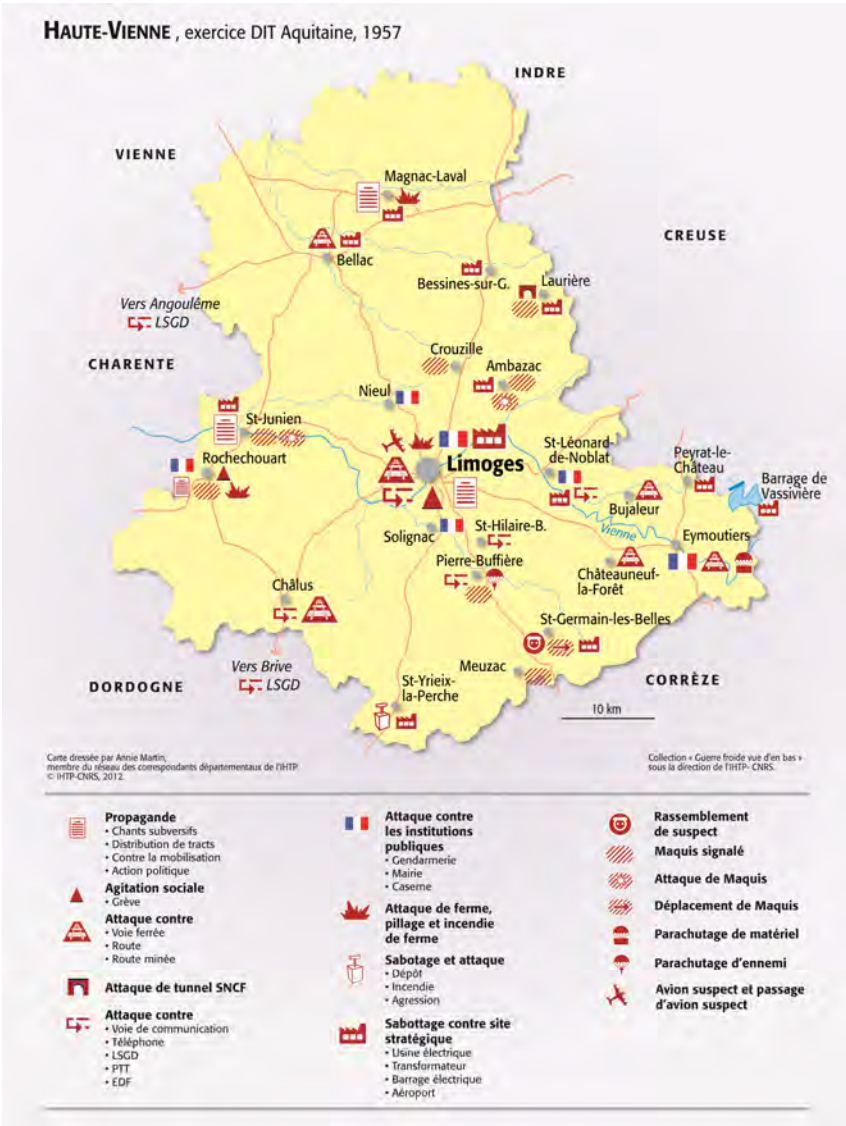 HAUTE-VIENNE , exercice DIT Aquitaine, 1957
INDRE
VIENNE
Magnac-Laval
CREUSE
Bellac
Bessines-sur-G.
Laurière
Vers Angoulême
LSGD
CHARENTE
Crouzille
Ambazac
Nieul
St-Junien
Limoges
St-Léonard-
de-Noblat
Peyrat-le-
Château
Rochechouart
Barrage de
Vassivière
Bujaleur
Vienne
Solignac
St-Hilaire-B.
Eymoutiers
Pierre-Buffière
Châteauneuf-
la-Forêt
Châlus
St-Germain-les-Belles
Vers Brive
LSGD
Meuzac
DORDOGNE
CORRÈZE
St-Yrieix-
la-Perche
10 km
Carte dressée par Annie Martin,
membre du réseau des correspondants départementaux de l'IHTP
© IHTP-CNRS, 2012.
Collection « Guerre froide vue d'en bas »
sous la direction de l'IHTP- CNRS.
Propagande
• Chants subversifs
• Distribution de tracts
• Contre la mobilisation
• Action politique
Agitation sociale
• Grève
Attaque contre
• Voie ferrée
• Route
• Route minée
Attaque de tunnel SNCF
Attaque contre
• Voie de communication
• Téléphone
• LSGD
• PTT
• EDF
Attaque contre
les institutions
publiques
• Gendarmerie
• Mairie
• Caserne
Attaque de ferme,
pillage et incendie
de ferme
Sabotage et attaque
• Dépôt
• Incendie
• Agression
Sabottage contre site
stratégique
• Usine électrique
• Transformateur
• Barrage électrique
• Aéroport
Rassemblement
de suspect
Maquis signalé
Attaque de Maquis
Déplacement de Maquis
Parachutage de matériel
Parachutage d'ennemi
Avion suspect et passage
d'avion suspect